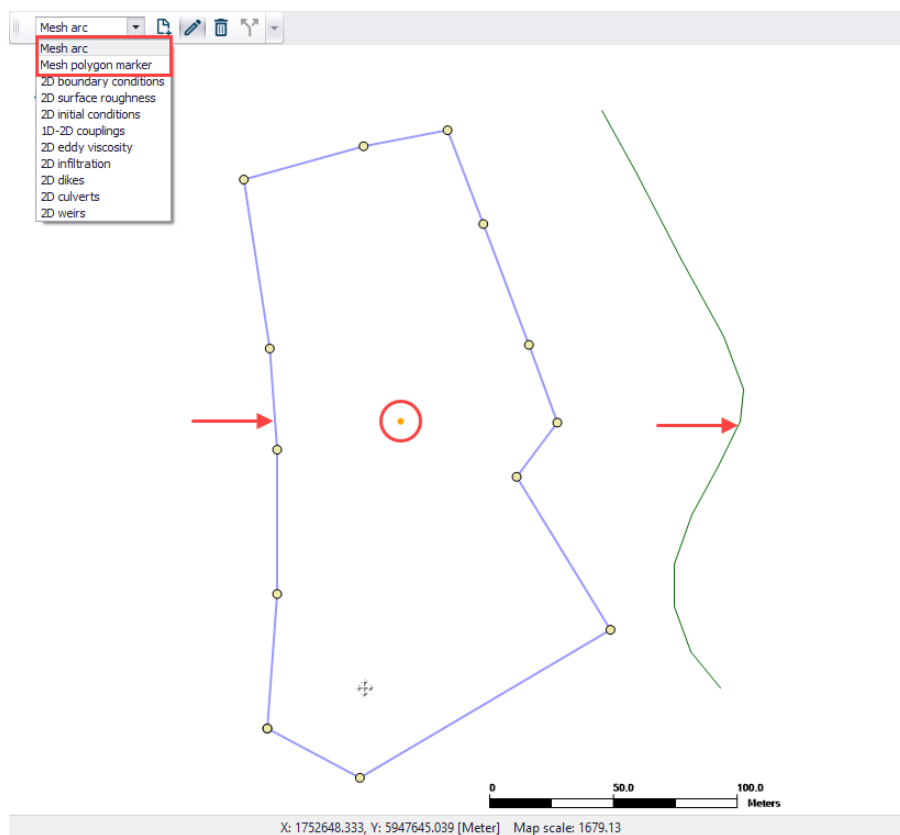 Mesh arc
Mesh arc
Mesh polygon marker
2D boundary conditions
2D surface roughness
2D initial conditions
1D-2D couplings
2D eddy viscosity
2D infiltration
2D dikes
2D culverts
2D weirs
0 50.0 100.0
Meters
X: 1752648.333, Y: 5947645.039 [Meter] Map scale: 1679.13